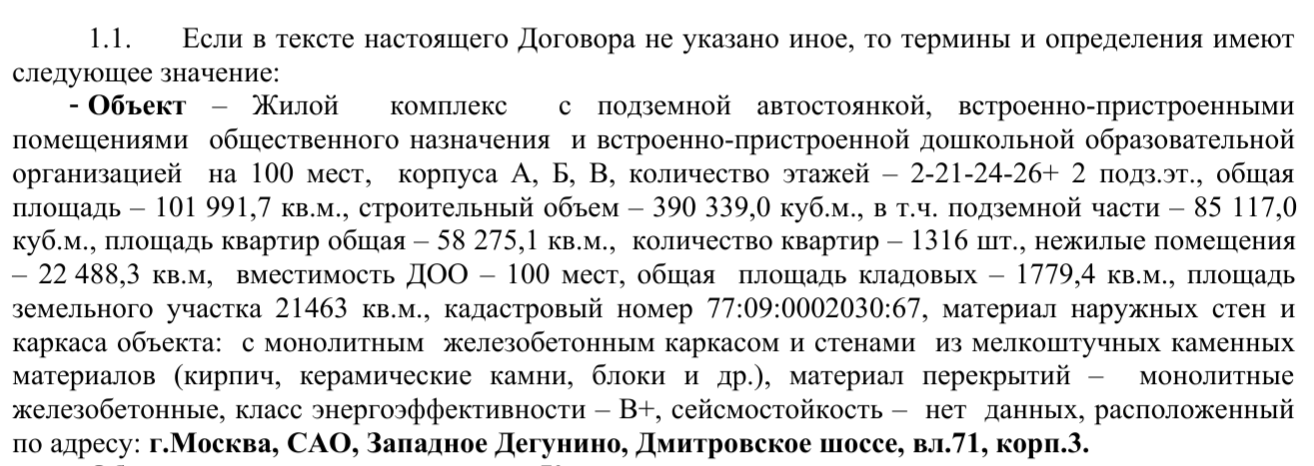 1.1. Если в тексте настоящего Договора не указано иное, то термины и определения имеют
следующее значение:
- Объект – Жилой комплекс с подземной автостоянкой, встроенно-пристроенными
помещениями общественного назначения и встроенно-пристроенной дошкольной образовательной
организацией на 100 мест, корпуса А, Б, В, количество этажей – 2-21-24-26+ 2 подз.эт., общая
площадь – 101 991,7 кв.м., строительный объем – 390 339,0 куб.м., в т.ч. подземной части – 85 117,0
куб.м., площадь квартир общая – 58 275,1 кв.м., количество квартир – 1316 шт., нежилые помещения
– 22 488,3 кв.м, вместимость ДОО – 100 мест, общая площадь кладовых – 1779,4 кв.м., площадь
земельного участка 21463 кв.м., кадастровый номер 77:09:0002030:67, материал наружных стен и
каркаса объекта: с монолитным железобетонным каркасом и стенами из мелкоштучных каменных
материалов (кирпич, керамические камни, блоки и др.), материал перекрытий – монолитные
железобетонные, класс энергоэффективности – В+, сейсмостойкость – нет данных, расположенный
по адресу: г.Москва, САО, Западное Дегунино, Дмитровское шоссе, вл.71, корп.3.